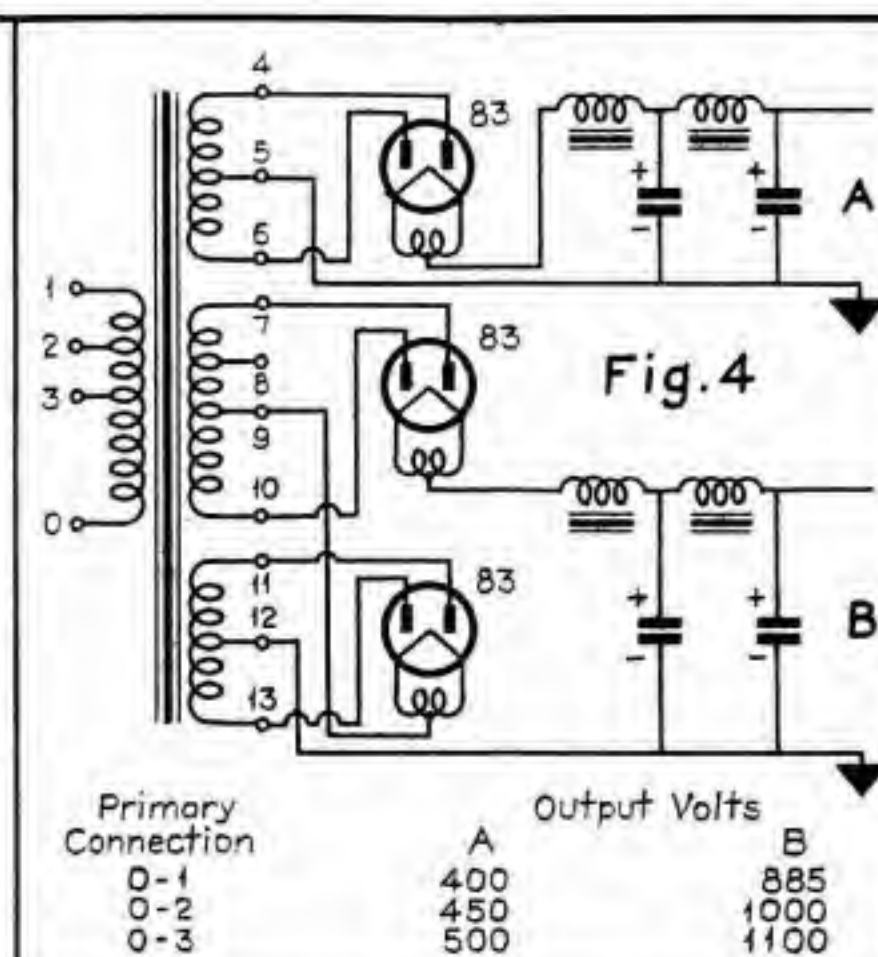 4
83
5
6
A
1
2
3
0
7
83
8
9
10
Fig.4
11
83
12
13
B
+ +
- -
+ +
- -
Primary Connection
Output Volts
A B
0-1 400 885
0-2 450 1000
0-3 500 1100